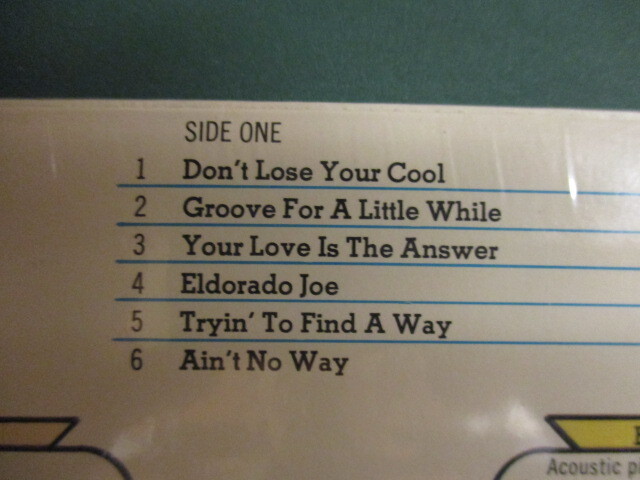 SIDE ONE
1 Don't Lose Your Cool
2 Groove For A Little While
3 Your Love Is The Answer
4 Eldorado Joe
5 Tryin' To Find A Way
6 Ain't No Way
Acoustic